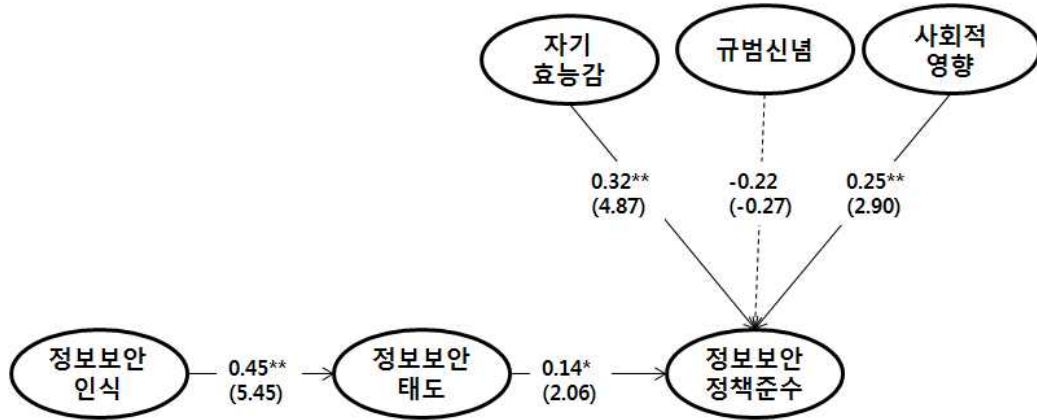 자기
효능감
규범신념
사회적
영향
0.32**
(4.87)
-0.22
(-0.27)
0.25**
(2.90)
정보보안
인식
0.45**
(5.45)
정보보안
태도
0.14*
(2.06)
정보보안
정책준수